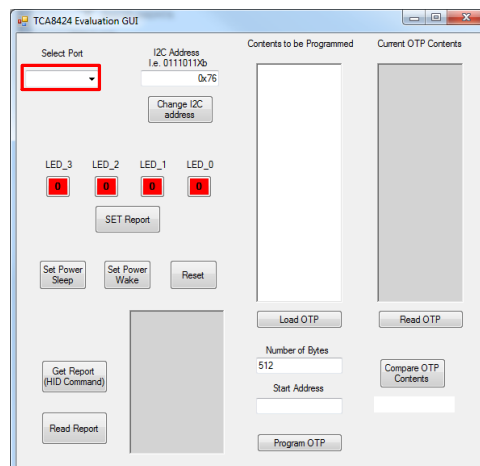 TCA8424 Evaluation GUI
Select Port
I2C Address
I.e. 0111011Xb
0x76
Change I2C
address
Contents to be Programmed
Current OTP Contents
LED_3
LED_2
LED_1
LED_0
0
0
0
0
SET Report
Set Power
Sleep
Set Power
Wake
Reset
Load OTP
Read OTP
Number of Bytes
512
Start Address
Compare OTP
Contents
Get Report
(HID Command)
Read Report
Program OTP